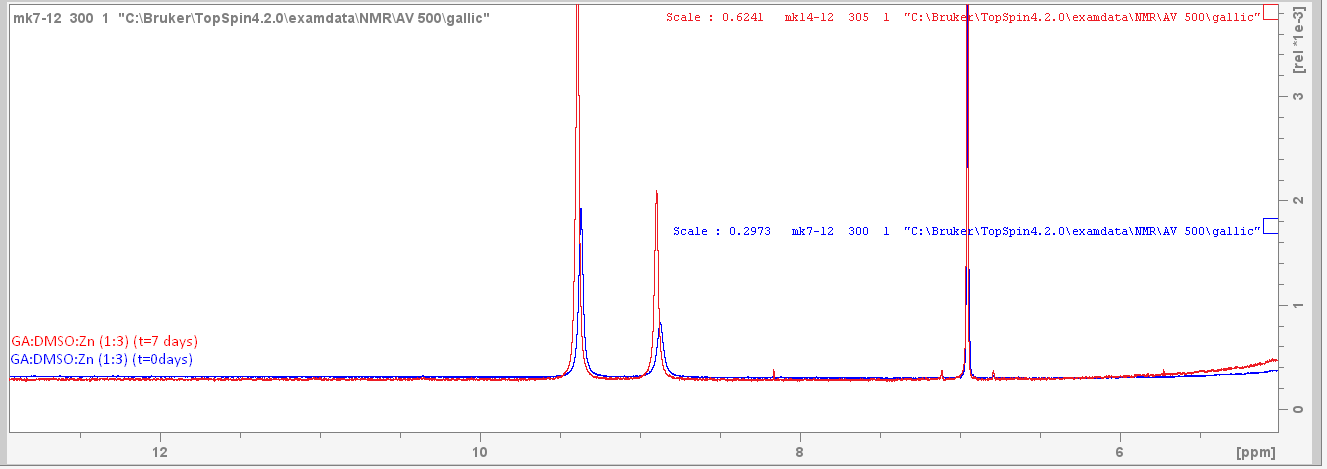 mk7-12 300 1 "C:\Bruker\TopSpin4.2.0\examdata\NMR\AV 500\gallic"
Scale : 0.6241 mk14-12 305 1 "C:\Bruker\TopSpin4.2.0\examdata\NMR\AV 500\gallic"
[rel *1e-3]
3
2
Scale : 0.2973 mk7-12 300 1 "C:\Bruker\TopSpin4.2.0\examdata\NMR\AV 500\gallic"
1
GA:DMSO:Zn (1:3) (t=7 days)
GA:DMSO:Zn (1:3) (t=0days)
0
12 10 8 6 [ppm]